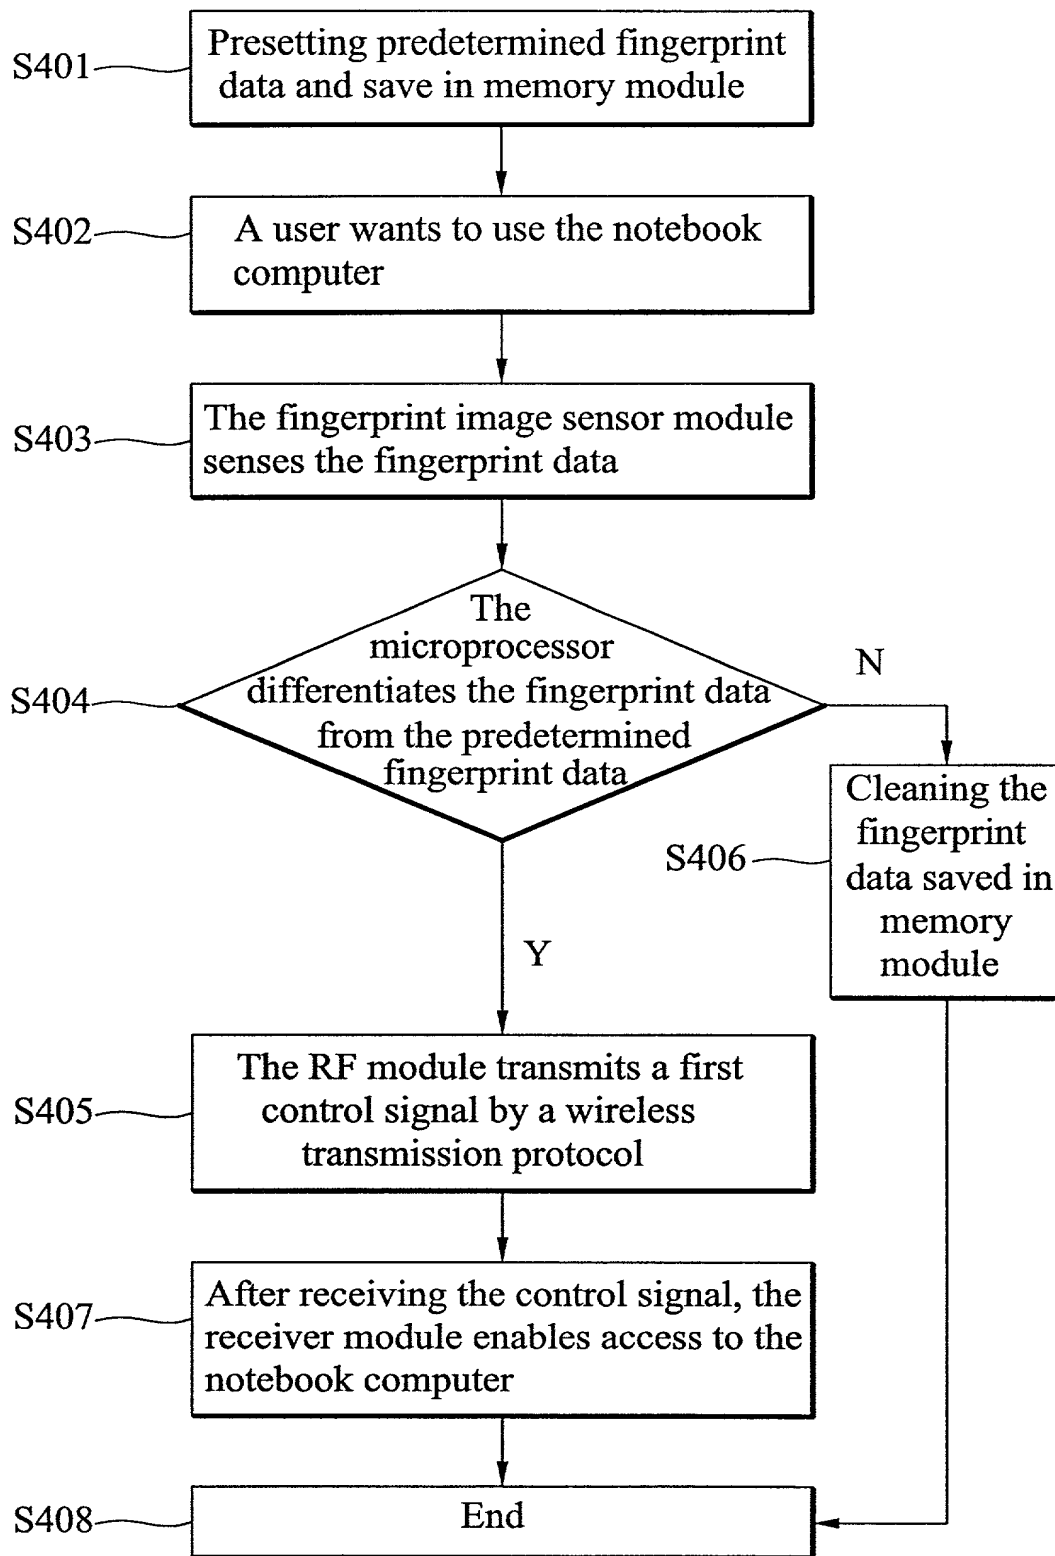 S401
Presetting predetermined fingerprint
data and save in memory module
S402
A user wants to use the notebook
computer
S403
The fingerprint image sensor module
senses the fingerprint data
S404
The
microprocessor
differentiates the fingerprint data
from the predetermined
fingerprint data
N
S406
Cleaning the
fingerprint
data saved in
memory
module
Y
S405
The RF module transmits a first
control signal by a wireless
transmission protocol
S407
After receiving the control signal, the
receiver module enables access to the
notebook computer
S408
End